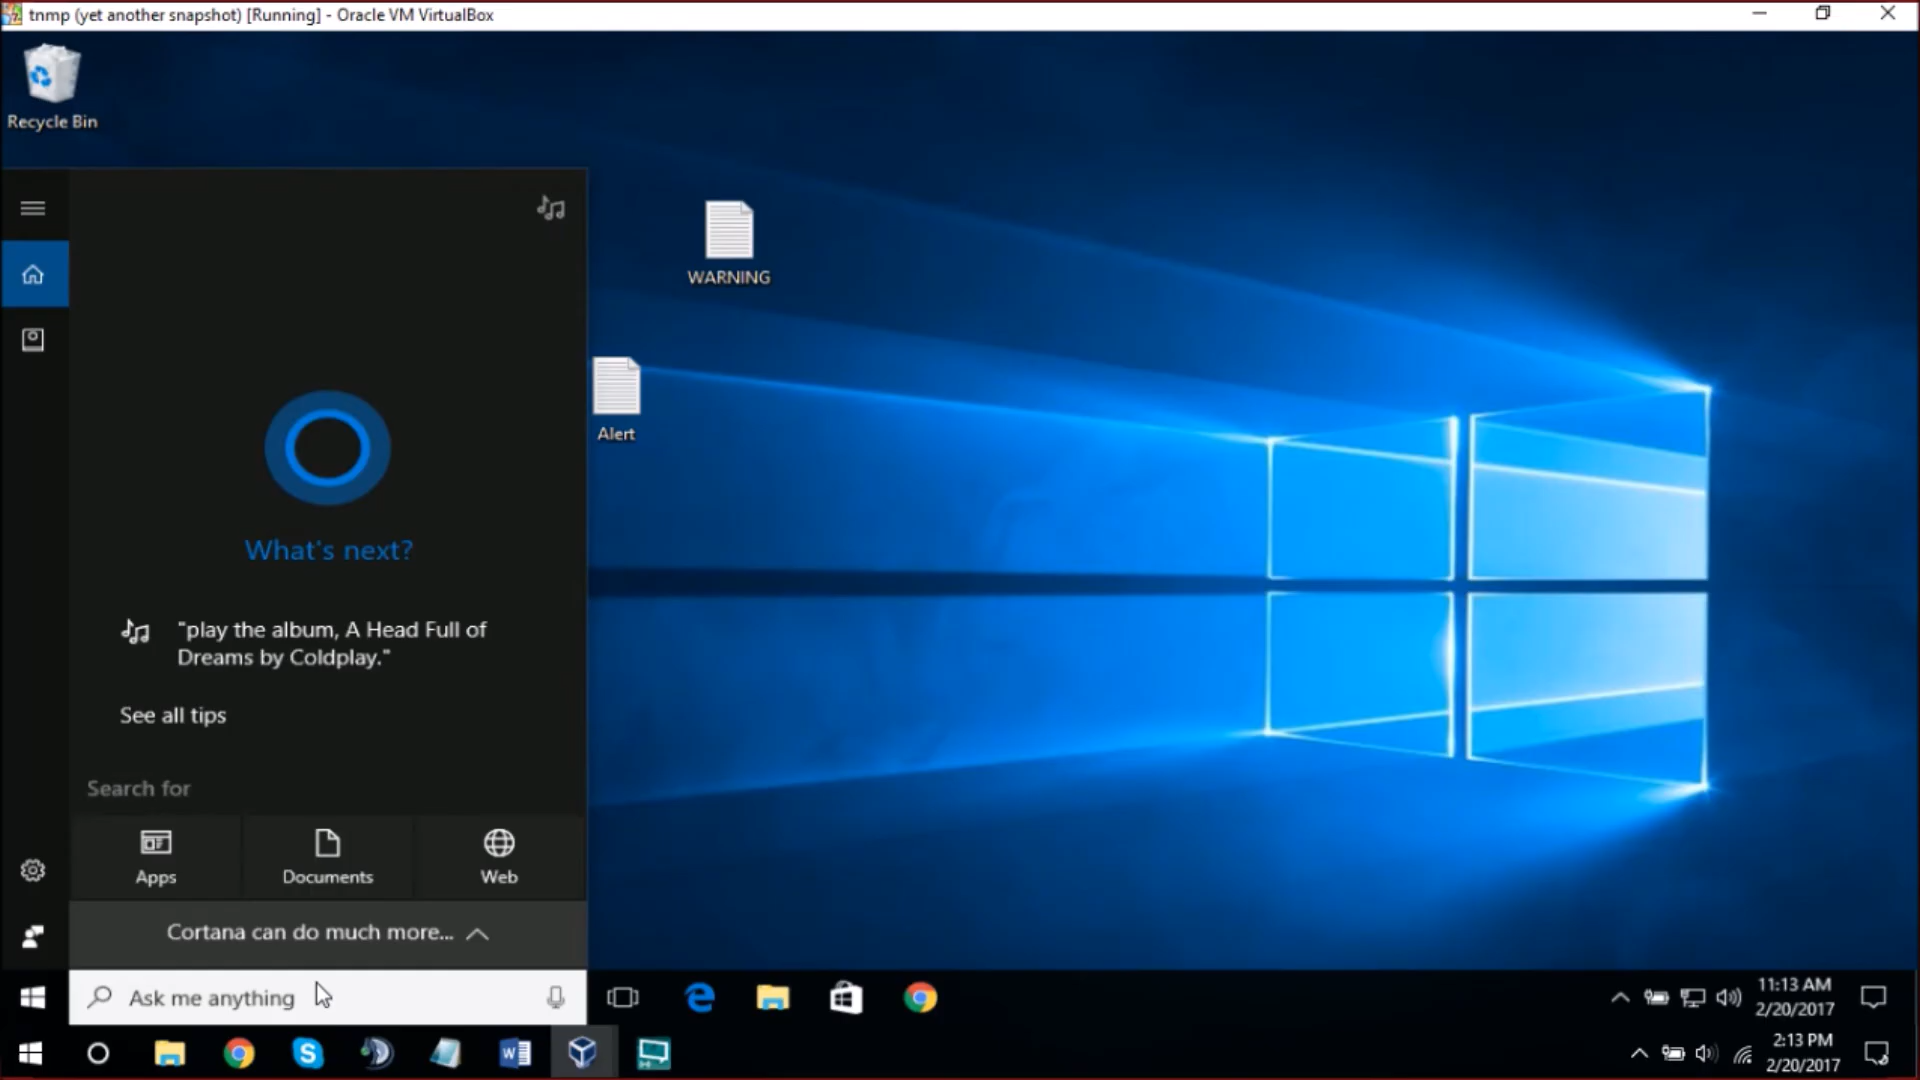 tnmp (yet another snapshot) [Running] - Oracle VM VirtualBox
Recycle Bin
WARNING
Alert
What's next?
"play the album, A Head Full of
Dreams by Coldplay."
See all tips
Search for
Apps
Documents
Web
Cortana can do much more...
Ask me anything
11:13 AM
2/20/2017
2:13 PM
2/20/2017